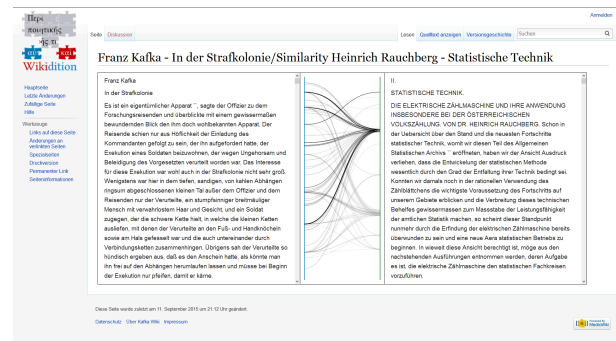 Περι
ποιητικής
ής τι
αὐτ
καὶ
Wikidition
Hauptseite
Letzte Änderungen
Zufällige Seite
Hilfe
Werkzeuge
Links auf diese Seite
Änderungen an
verlinkten Seiten
Spezialseiten
Druckversion
Permanenter Link
Seiteninformationen
Anmelden
Seite Diskussion
Lesen Quelltext anzeigen Versionsgeschichte Suchen
Franz Kafka - In der Strafkolonie/Similarity Heinrich Rauchberg - Statistische Technik
Franz Kafka
In der Strafkolonie
Es ist ein eigentümlicher Apparat ``, sagte der Offizier zu dem
Forschungsreisenden und überblickte mit einem gewissermaßen
bewundernden Blick den ihm doch wohlbekannten Apparat. Der
Reisende schien nur aus Höflichkeit der Einladung des
Kommandanten gefolgt zu sein, der ihn aufgefordert hatte, der
Exekution eines Soldaten beizuwohnen, der wegen Ungehorsam und
Beleidigung des Vorgesetzten verurteilt worden war. Das Interesse
für diese Exekution war wohl auch in der Strafkolonie nicht sehr groß.
Wenigstens war hier in dem tiefen, sandigen, von kahlen Abhängen
ringsum abgeschlossenen kleinen Tal außer dem Offizier und dem
Reisenden nur der Verurteilte, ein stumpfsinniger breitmäuliger
Mensch mit verwahrlostem Haar und Gesicht, und ein Soldat
zugegen, der die schwere Kette hielt, in welche die kleinen Ketten
ausliefen, mit denen der Verurteilte an den Fuß- und Handknöcheln
sowie am Hals gefesselt war und die auch untereinander durch
Verbindungsketten zusammenhingen. Übrigens sah der Verurteilte so
hündisch ergeben aus, daß es den Anschein hatte, als könnte man
ihn frei auf den Abhängen herumlaufen lassen und müsse bei Beginn
der Exekution nur pfeifen, damit er käme.
II.
STATISTISCHE TECHNIK.
DIE ELEKTRISCHE ZÄHLMASCHINE UND IHRE ANWENDUNG
INSBESONDERE BEI DER ÖSTERREICHISCHEN
VOLKSZÄHLUNG. VON DR. HEINRICH RAUCHBERG. Schon in
der Uebersicht über den Stand und die neuesten Fortschritte
statistischer Technik, womit wir diesen Teil des Allgemeinen
Statistischen Archivs `` eröffneten, haben wir der Ansicht Ausdruck
verliehen, dass die Entwickelung der statistischen Methode
wesentlich durch den Grad der Entfaltung ihrer Technik bedingt sei.
Konnten wir damals noch in der rationellen Verwendung des
Zählblättchens die wichtigste Voraussetzung des Fortschritts auf
unserem Gebiete erblicken und die Verbreitung dieses technischen
Behelfes gewissermassen zum Massstabe der Leistungsfähigkeit
der amtlichen Statistik machen, so scheint dieser Standpunkt
nunmehr durch die Erfindung der elektrischen Zählmaschine bereits
überwunden zu sein und eine neue Aera statistischen Betriebs zu
beginnen. In wieweit diese Ansicht berechtigt ist, möge aus den
nachstehenden Ausführungen entnommen werden, deren Aufgabe
es ist, die elektrische Zählmaschine den statistischen Fachkreisen
vorzuführen.
Diese Seite wurde zuletzt am 11. September 2015 um 21:12 Uhr geändert.
Datenschutz Über Kafka Wiki Impressum
Powered by
MediaWiki